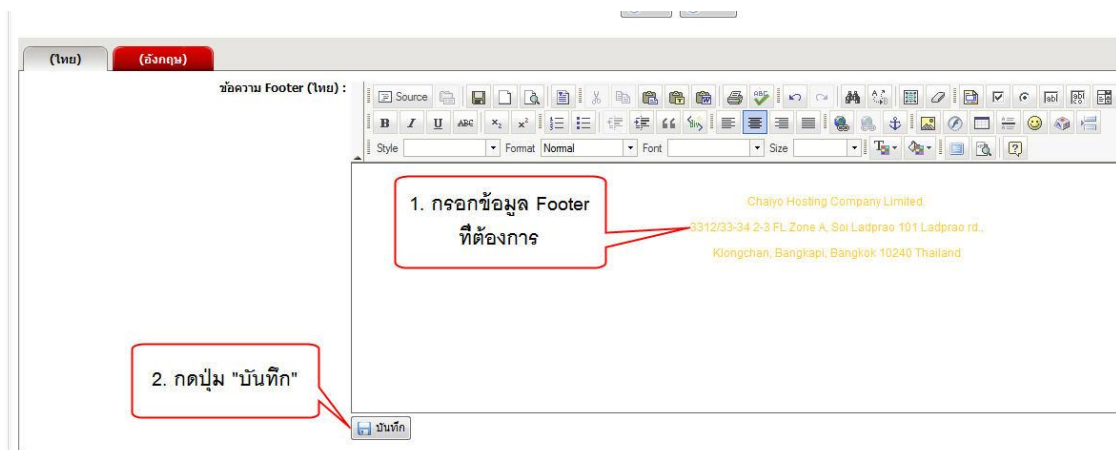 (ไทย) (อังกฤษ)
ข้อความ Footer (ไทย) :
Source
B I U ABC x₂ x²
Style Format Normal Font Size
1. กรอกข้อมูล Footer
ที่ต้องการ
Chaiyo Hosting Company Limited
3312/33-34 2-3 FL Zone A, Soi Ladprao 101 Ladprao rd.,
Klongchan, Bangkapi, Bangkok 10240 Thailand
2. กดปุ่ม "บันทึก"
บันทึก